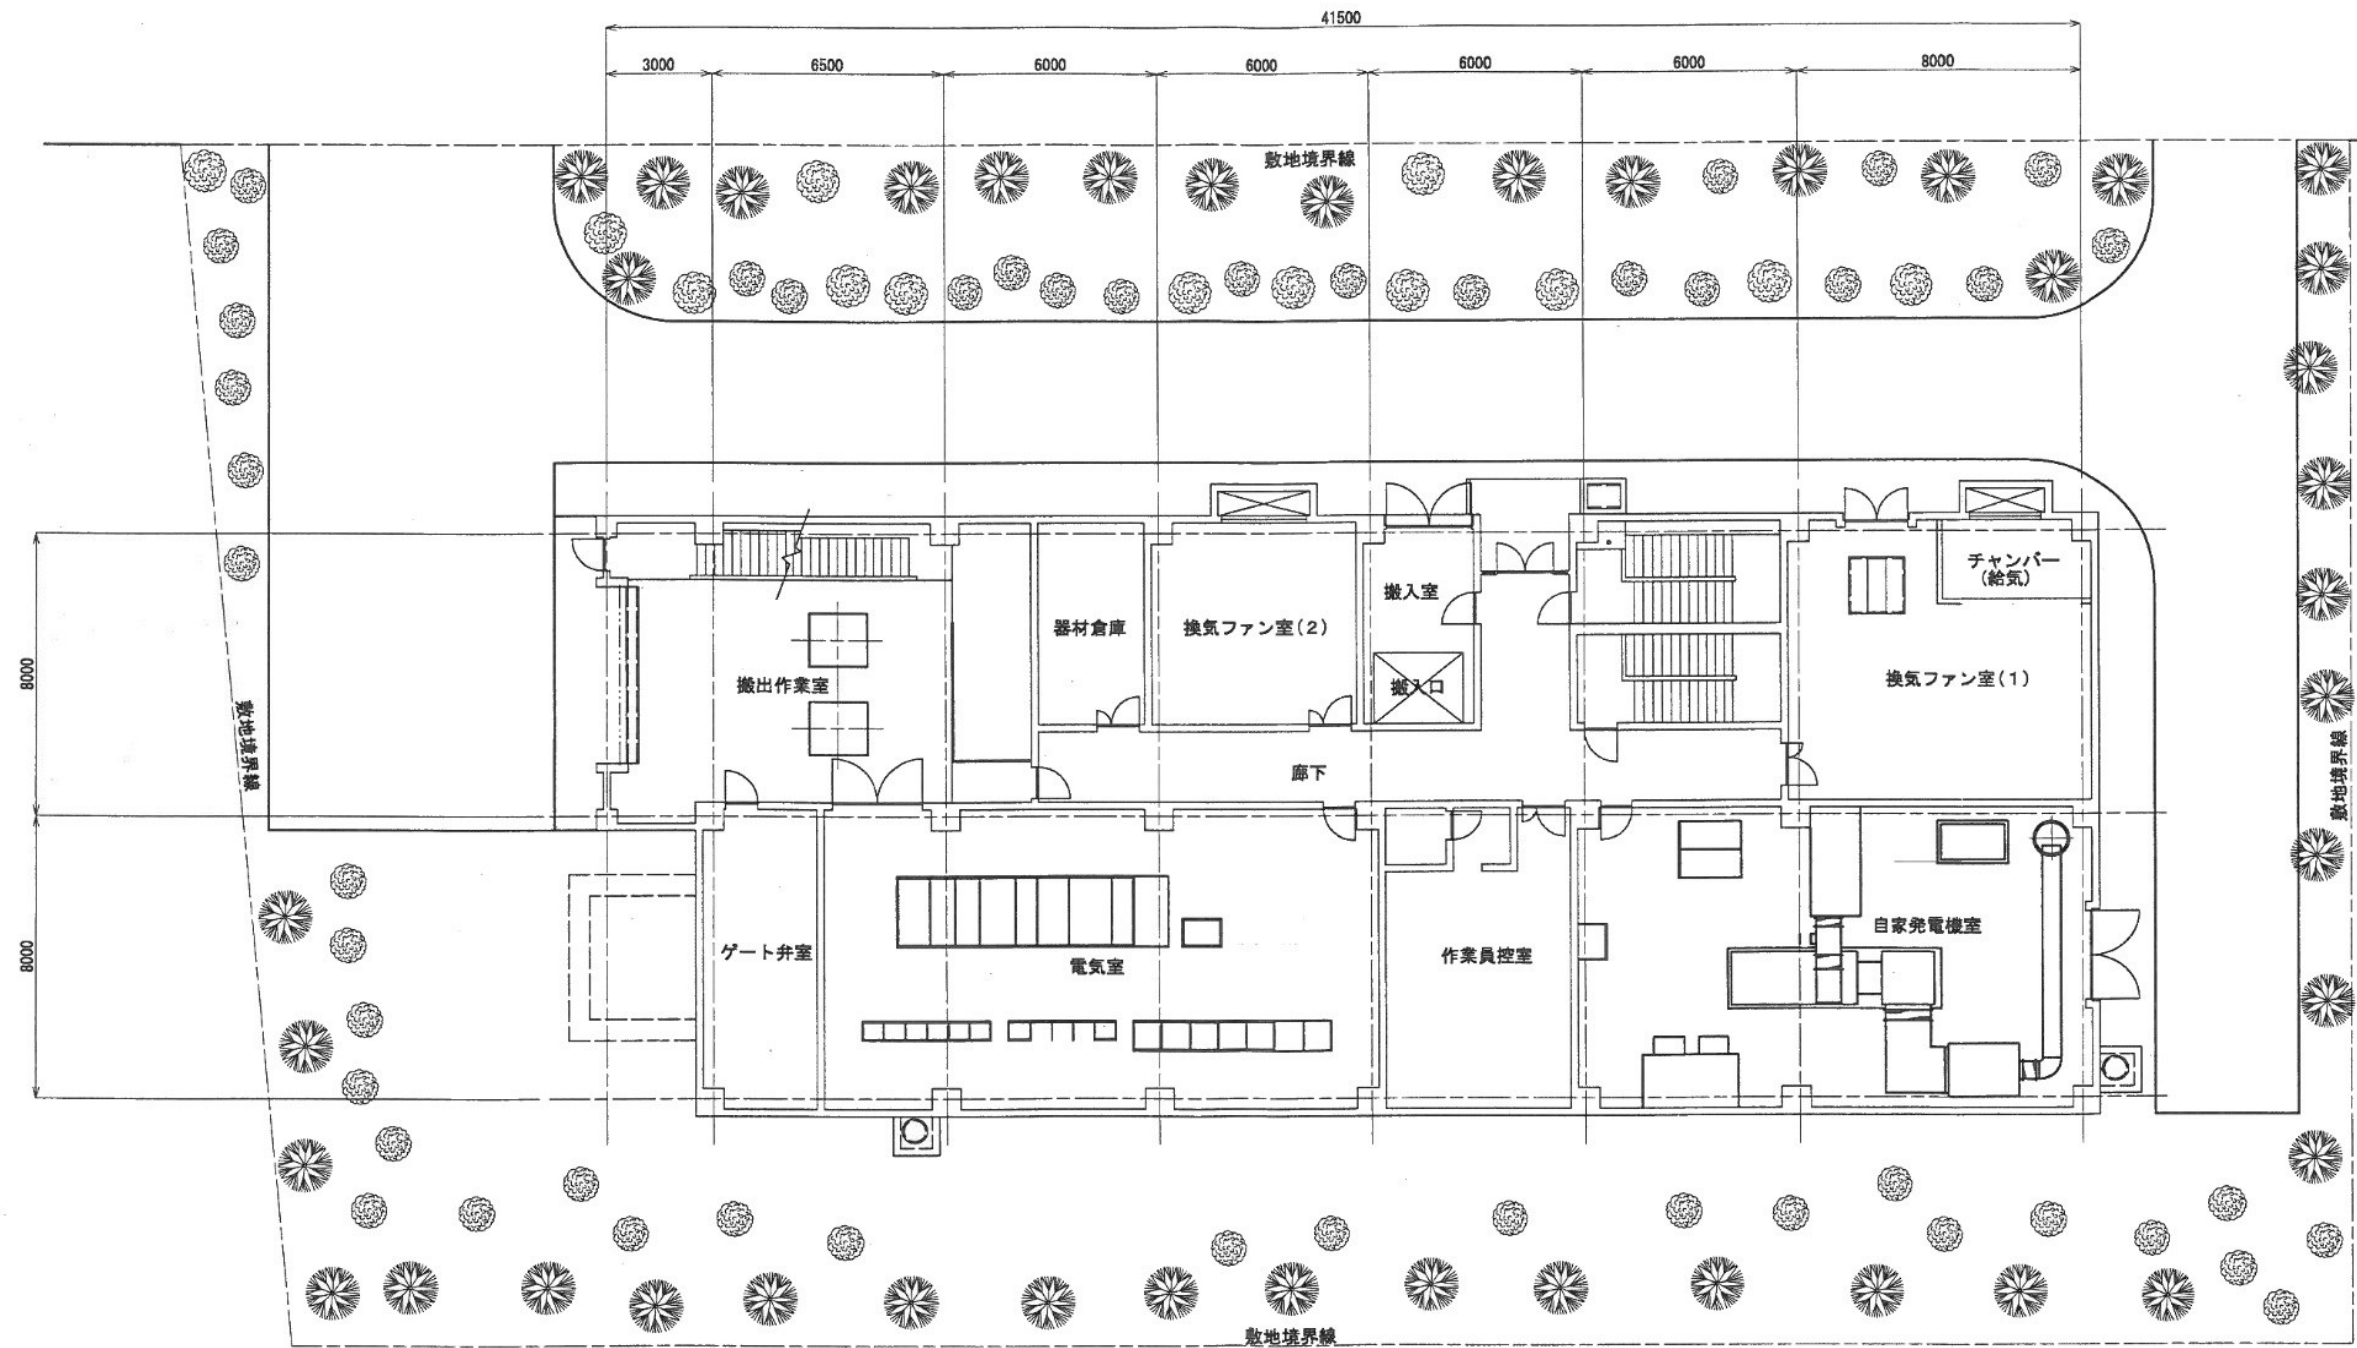 41500
3000
6500
6000
6000
6000
6000
8000
敷地境界線
チャンバー
(給気)
搬入室
器材倉庫
換気ファン室(2)
8000
搬出作業室
搬入口
換気ファン室(1)
敷地境界線
廊下
敷地境界線
自家発電機室
ゲート弁室
作業員控室
8000
電気室
敷地境界線